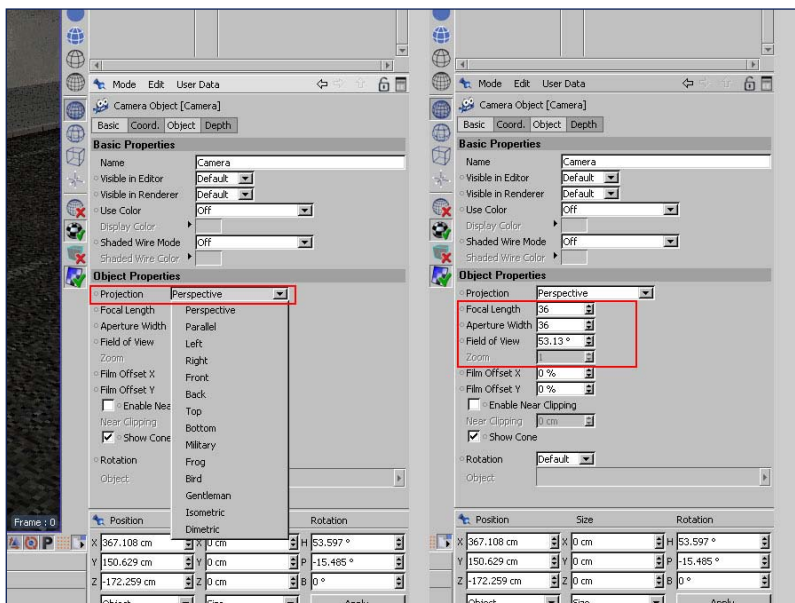 Mode Edit User Data
Camera Object [Camera]
Basic Coord. Object Depth
Basic Properties
Name Camera
Visible in Editor Default
Visible in Renderer Default
Use Color Off
Display Color
Shaded Wire Mode Off
Shaded Wire Color
Object Properties
Projection Perspective
Focal Length Perspective
Aperture Width Parallel
Field of View Left
Zoom Right
Film Offset X Front
Film Offset Y Back
Enable Nea Top
Near Clipping Bottom
Show Cone Military
Rotation Frog
Object Bird
Gentleman
Isometric
Dimetric
Frame : 0
Position Rotation
X 367.108 cm X 0 cm H 53.597 °
Y 150.629 cm Y 0 cm P -15.485 °
Z -172.259 cm Z 0 cm B 0 °
Object Size Apply
Mode Edit User Data
Camera Object [Camera]
Basic Coord. Object Depth
Basic Properties
Name Camera
Visible in Editor Default
Visible in Renderer Default
Use Color Off
Display Color
Shaded Wire Mode Off
Shaded Wire Color
Object Properties
Projection Perspective
Focal Length 36
Aperture Width 36
Field of View 53.13 °
Zoom 1
Film Offset X 0 %
Film Offset Y 0 %
Enable Near Clipping
Near Clipping 0 cm
Show Cone
Rotation Default
Object
Position Size Rotation
X 367.108 cm X 0 cm H 53.597 °
Y 150.629 cm Y 0 cm P -15.485 °
Z -172.259 cm Z 0 cm B 0 °
Object Size Apply